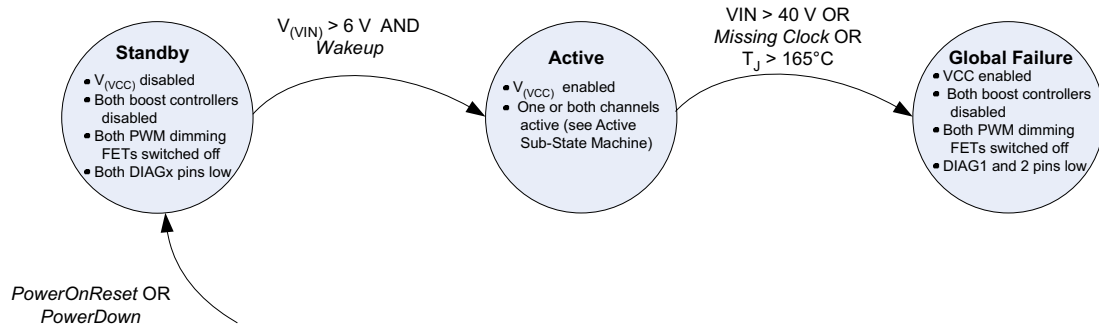 V(VIN) > 6 V AND
Wakeup
VIN > 40 V OR
Missing Clock OR
TJ > 165°C
Standby
• V(VCC) disabled
• Both boost controllers
disabled
• Both PWM dimming
FETs switched off
• Both DIAGx pins low
Active
• V(VCC) enabled
• One or both channels
active (see Active
Sub-State Machine)
Global Failure
• VCC enabled
• Both boost controllers
disabled
• Both PWM dimming
FETs switched off
• DIAG1 and 2 pins low
PowerOnReset OR
PowerDown